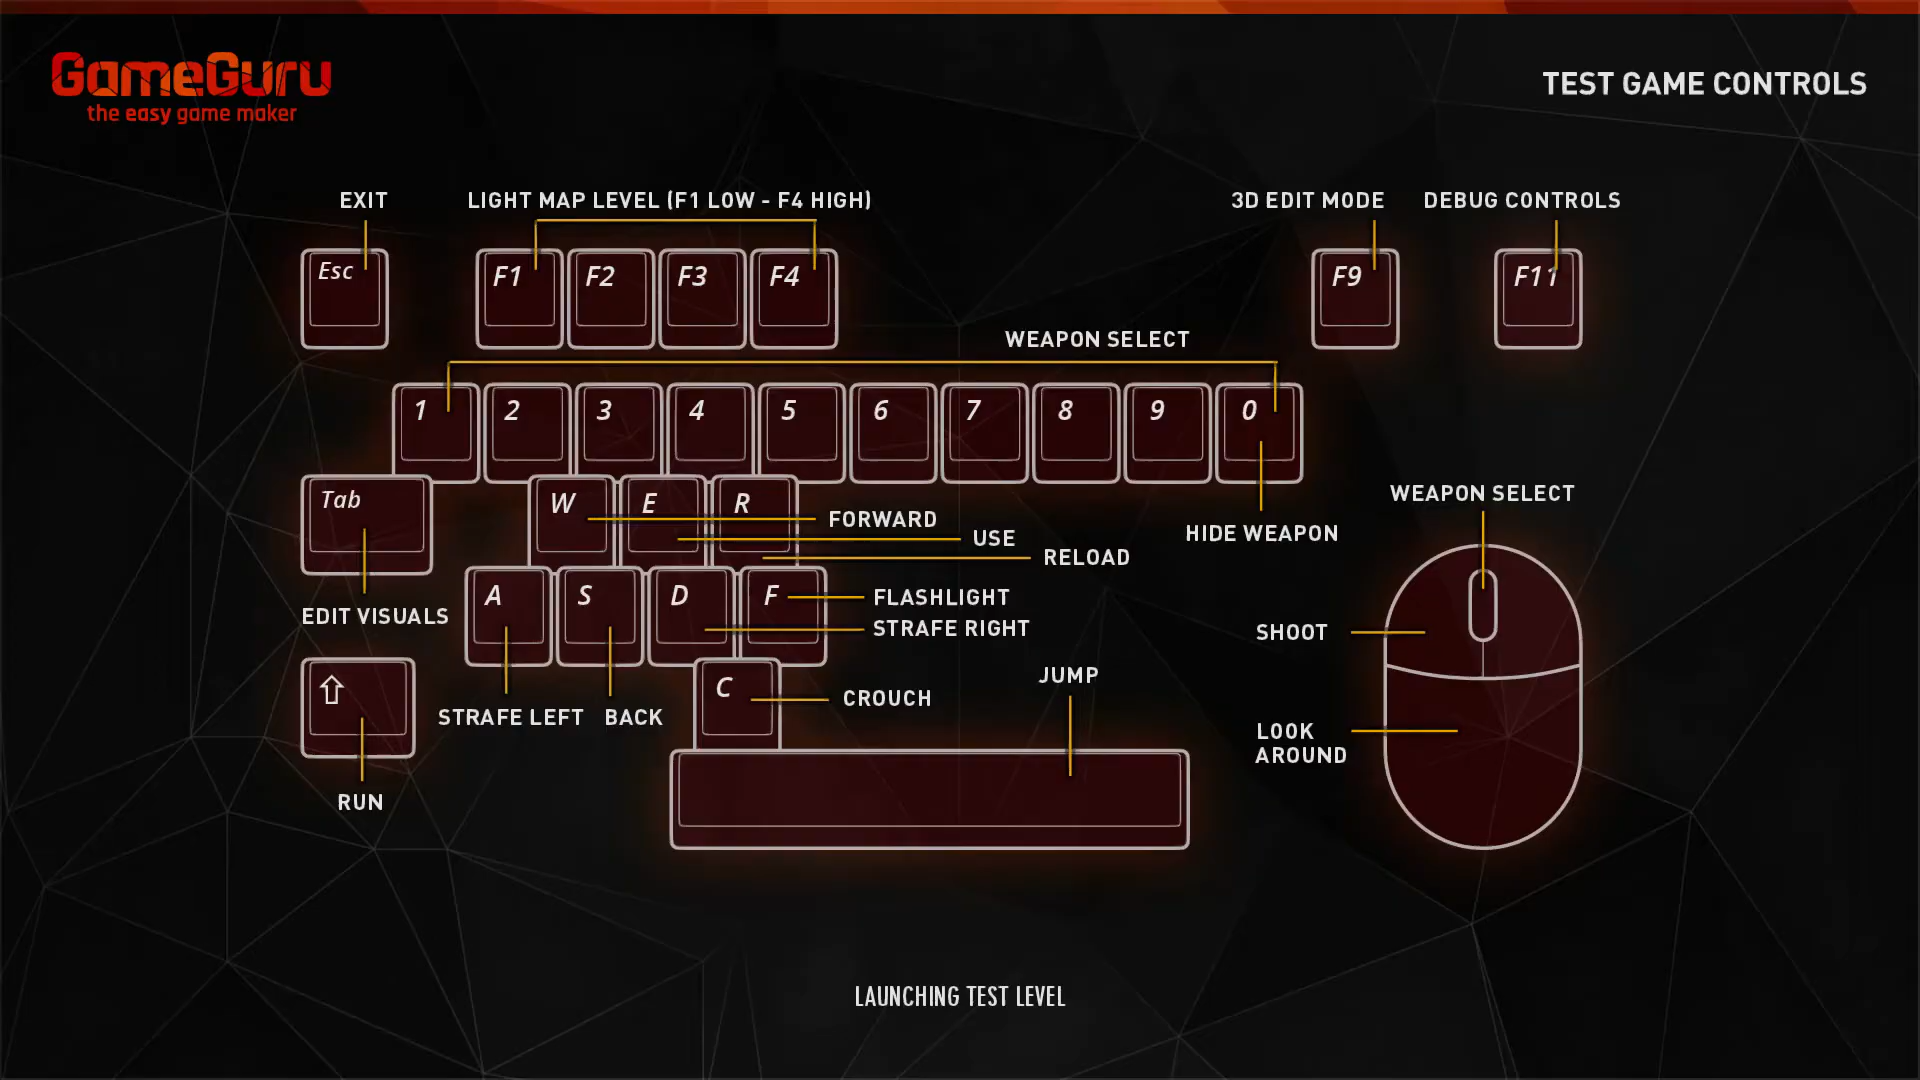 GameGuru
the easy game maker
TEST GAME CONTROLS
EXIT
LIGHT MAP LEVEL (F1 LOW - F4 HIGH)
3D EDIT MODE
DEBUG CONTROLS
Esc
F1
F2
F3
F4
F9
F11
WEAPON SELECT
1
2
3
4
5
6
7
8
9
0
Tab
W
E
R
FORWARD
USE
RELOAD
HIDE WEAPON
WEAPON SELECT
EDIT VISUALS
A
S
D
F
FLASHLIGHT
STRAFE RIGHT
SHOOT
STRAFE LEFT
BACK
C
CROUCH
JUMP
LOOK
AROUND
RUN
LAUNCHING TEST LEVEL